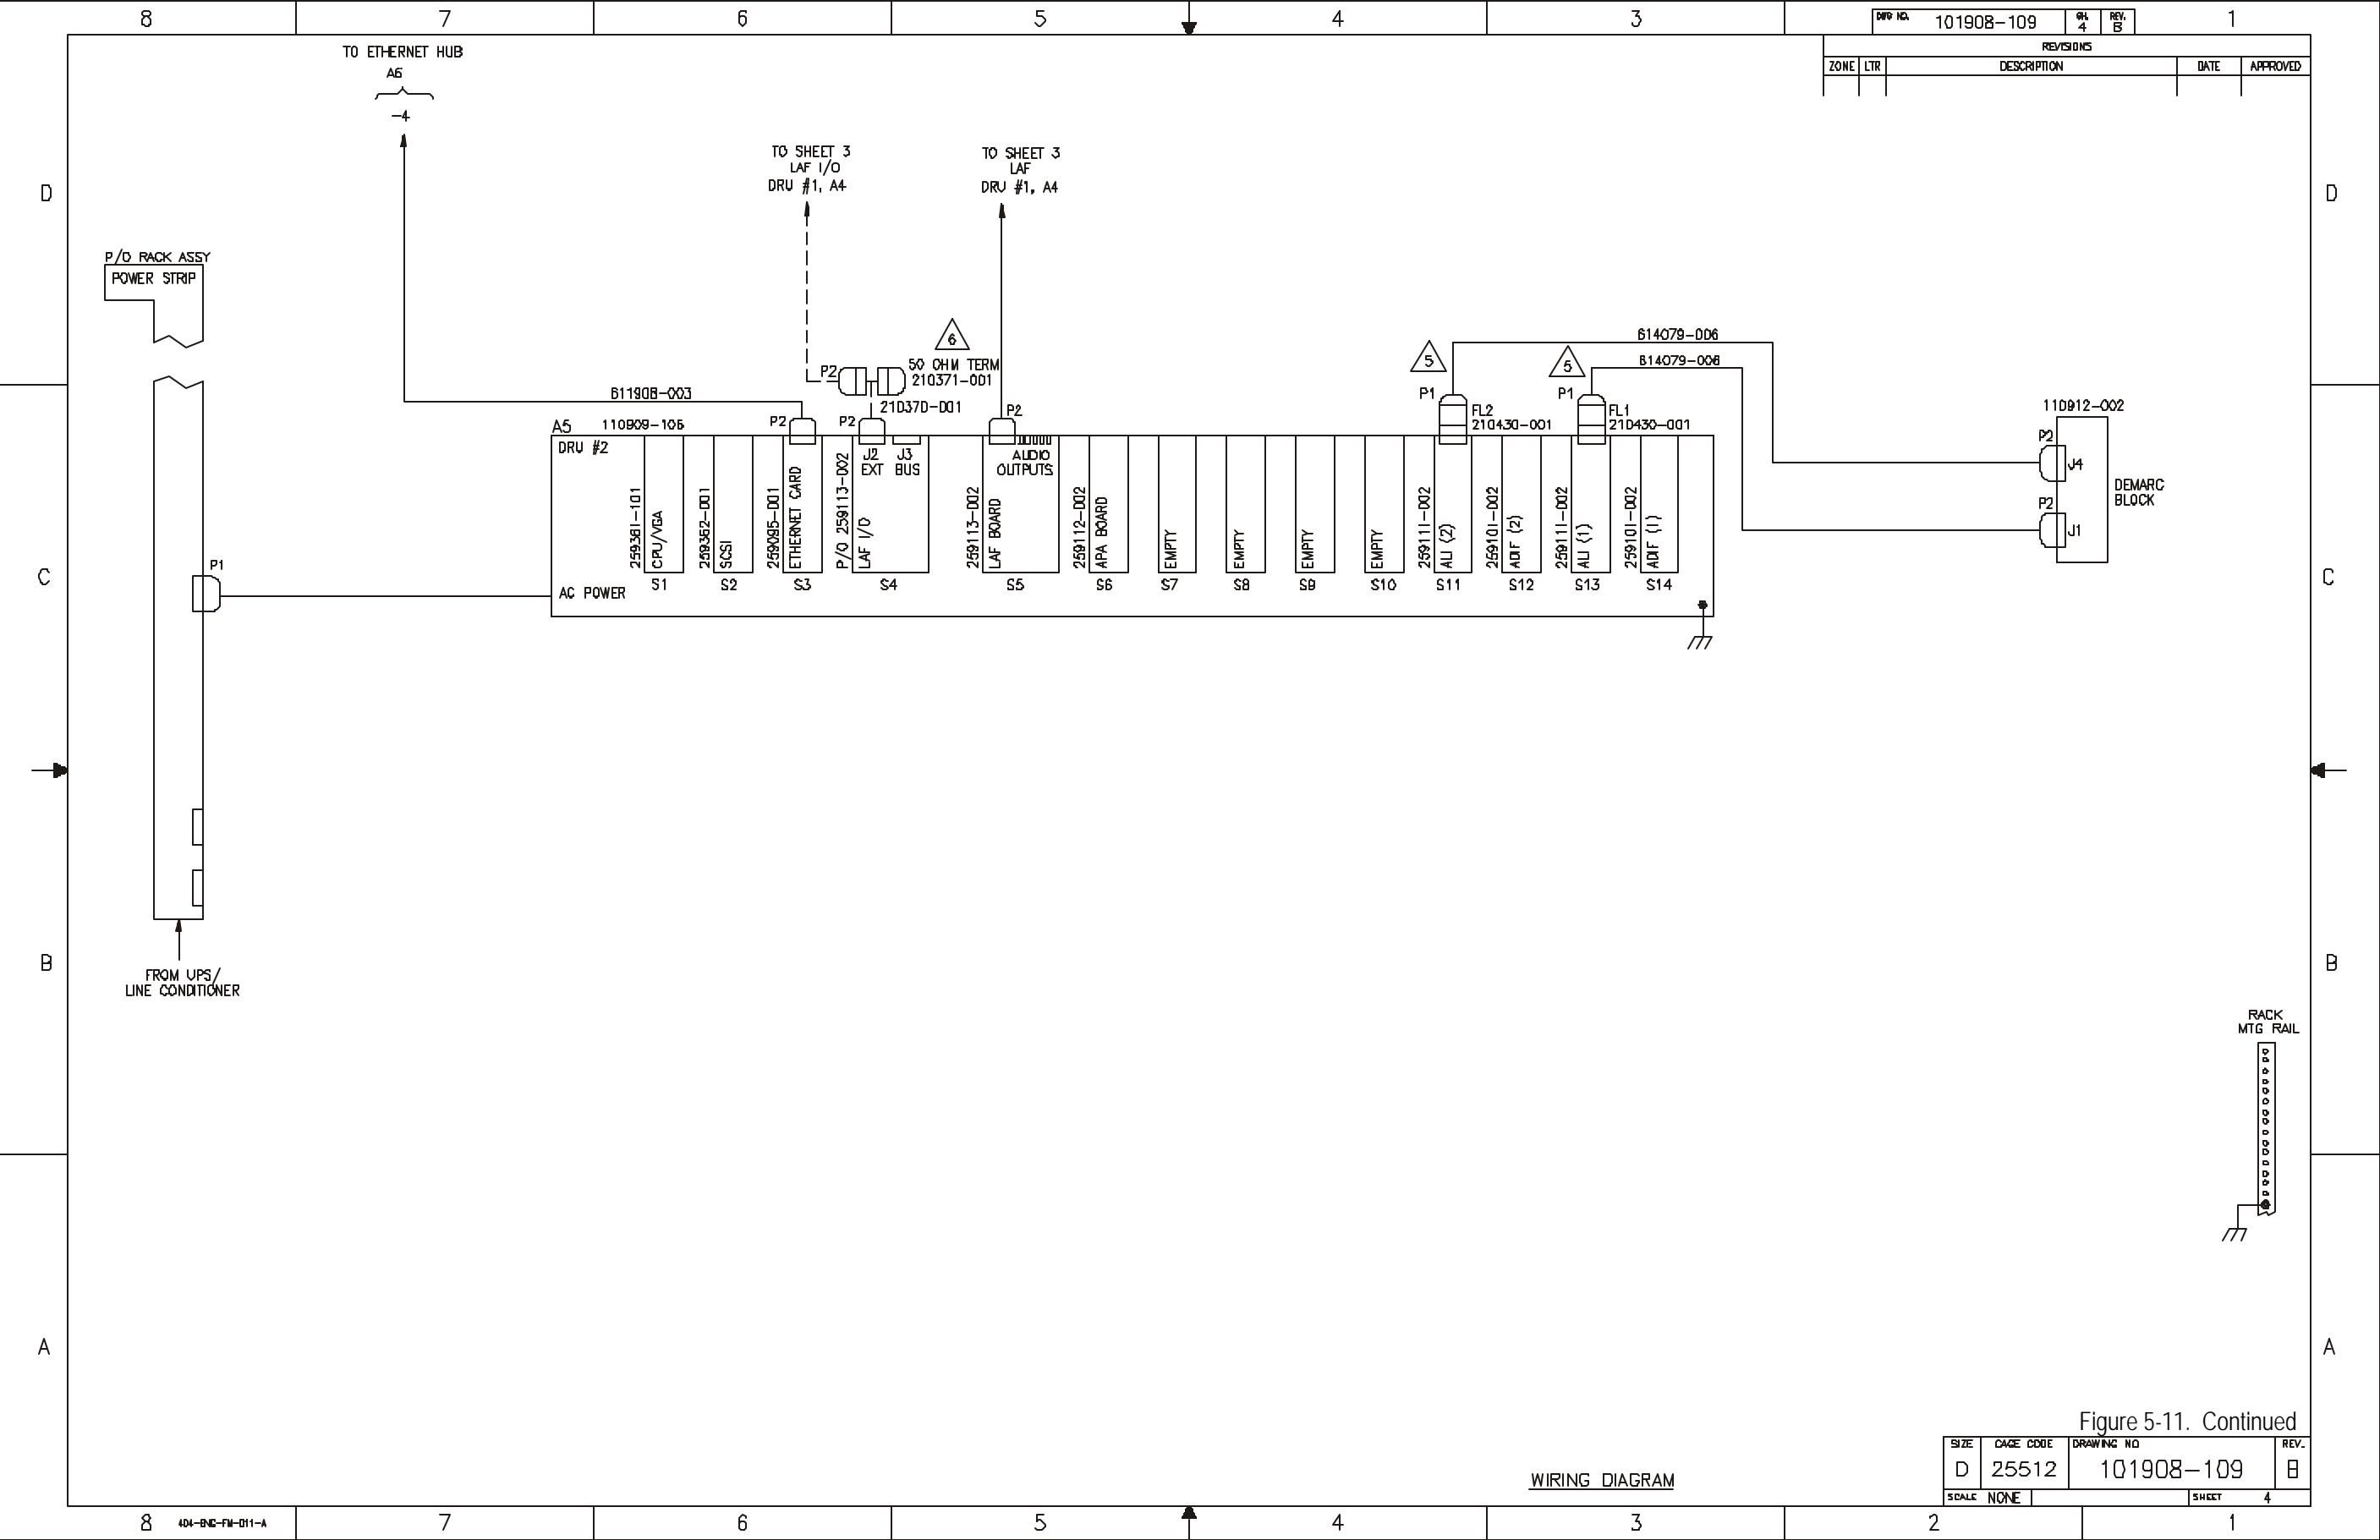 8 7 6 5 4 3 1
DWG NO. 101908-109 SH. 4 REV. B
REVISIONS
ZONE LTR DESCRIPTION DATE APPROVED
TO ETHERNET HUB
A6
-4
TO SHEET 3
LAF I/O
DRU #1, A4
TO SHEET 3
LAF
DRU #1, A4
D D
P/O RACK ASSY
POWER STRIP
6
50 OHM TERM
210371-001
P2
210370-001
611908-003
5
5
614079-006
614079-006
P1
FL2
210430-001
P1
FL1
210430-001
A5 110909-106
DRU #2
P2
P2
P2
J2 J3
EXT BUS
AUDIO
OUTPUTS
259361-101
CPU/VGA
S1
259362-001
SCSI
S2
259095-001
ETHERNET CARD
S3
P/O 259113-002
LAF I/O
S4
259113-002
LAF BOARD
S5
259112-002
APA BOARD
S6
EMPTY
S7
EMPTY
S8
EMPTY
S9
EMPTY
S10
259111-002
ALI (2)
S11
259101-002
ADIF (2)
S12
259111-002
ALI (1)
S13
259101-002
ADIF (1)
S14
AC POWER
P1
110912-002
P2
J4
P2
J1
DEMARC
BLOCK
C C
B B
FROM UPS/
LINE CONDITIONER
RACK
MTG RAIL
A A
Figure 5-11. Continued
WIRING DIAGRAM
SIZE CAGE CODE DRAWING NO REV.
D 25512 101908-109 B
SCALE NONE SHEET 4
8 404-ENG-FM-011-A 7 6 5 4 3 2 1